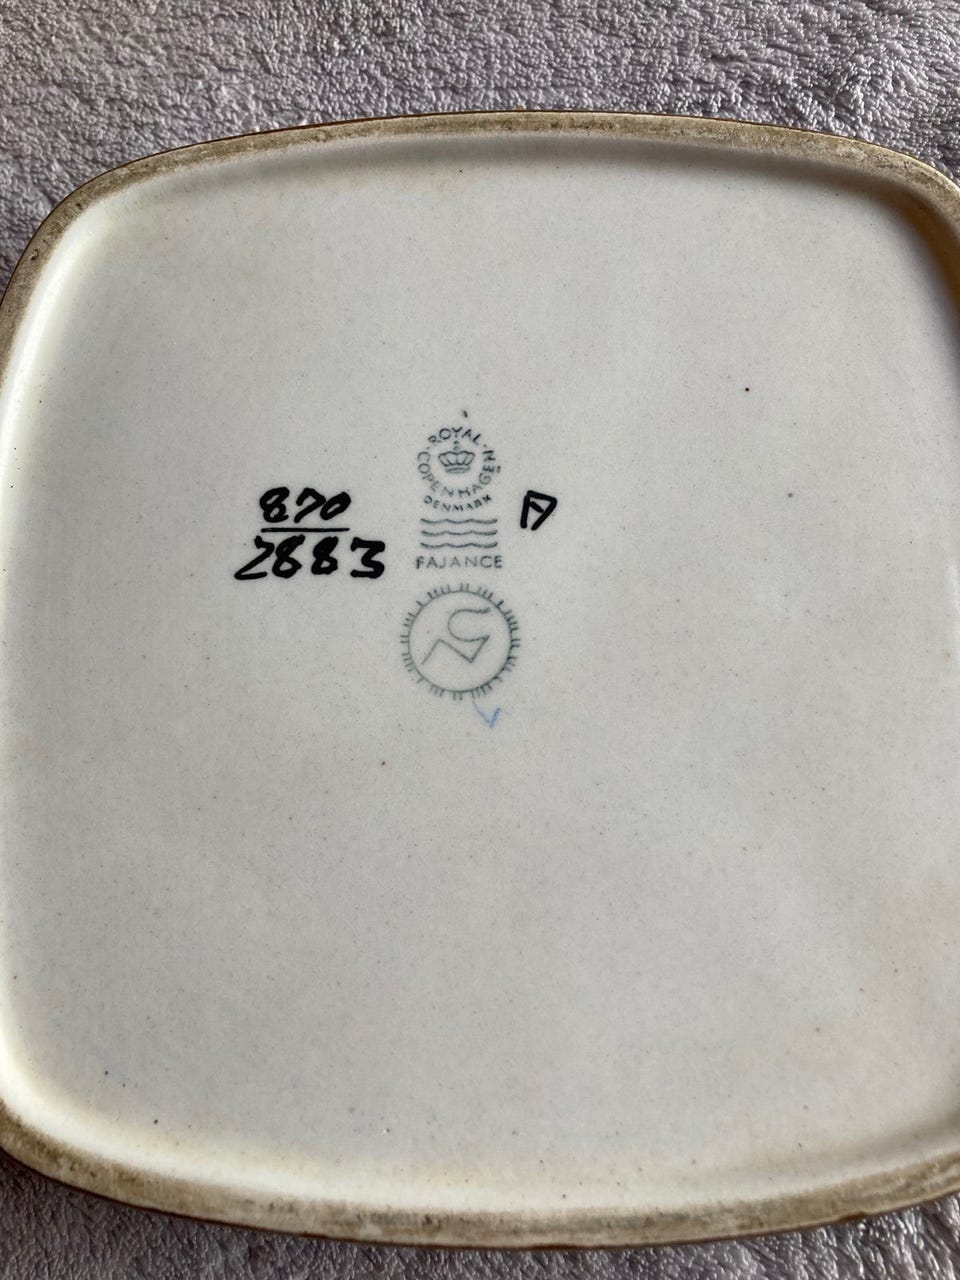 ROYAL COPENHAGEN
DENMARK
FAJANCE
870
2883